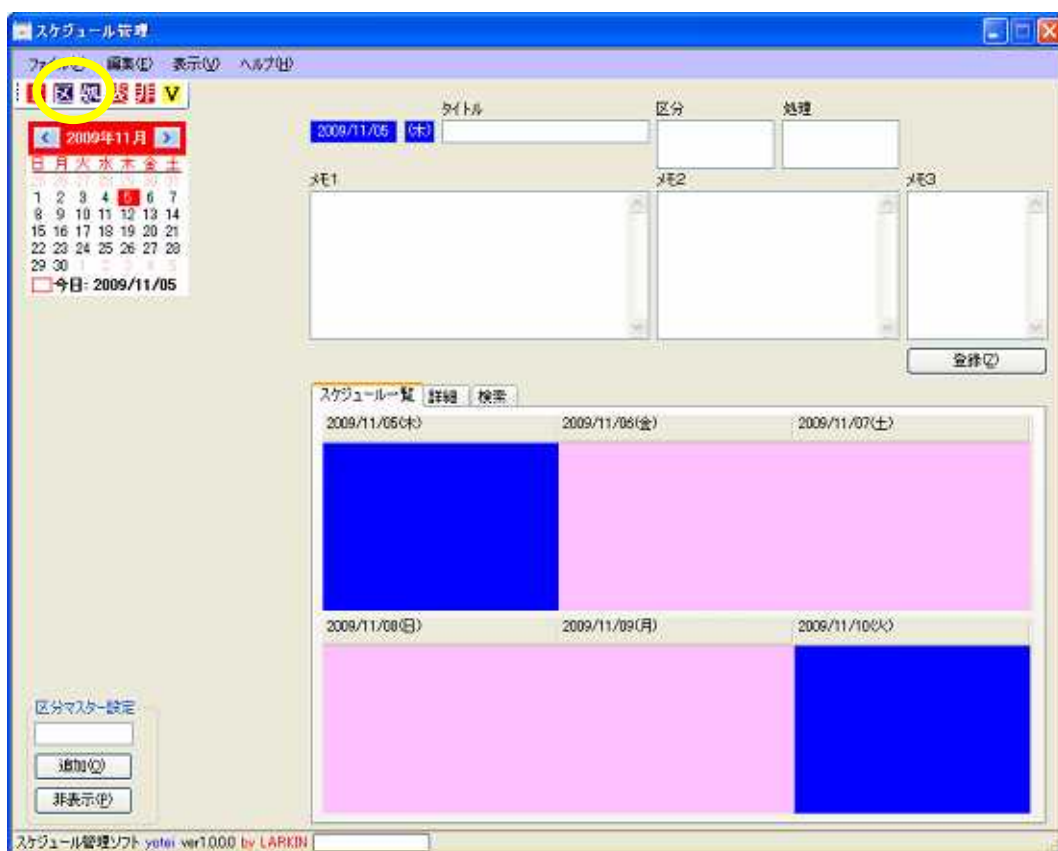 スケジュール管理
ファイル(F) 編集(E) 表示(V) ヘルプ(H)
区 処 非 V
タイトル 区分 処理
2009/11/05 (木)
2009年11月
日 月 火 水 木 金 土
1 2 3 4 5 6 7
8 9 10 11 12 13 14
15 16 17 18 19 20 21
22 23 24 25 26 27 28
29 30 1 2 3 4 5
今日: 2009/11/05
メモ1 メモ2 メモ3
登録(Z)
スケジュール一覧 詳細 検索
2009/11/05(木) 2009/11/06(金) 2009/11/07(土)
2009/11/08(日) 2009/11/09(月) 2009/11/10(火)
区分マスター設定
追加(O)
非表示(P)
スケジュール管理ソフト yotei ver1.0.0.0 by LARKIN